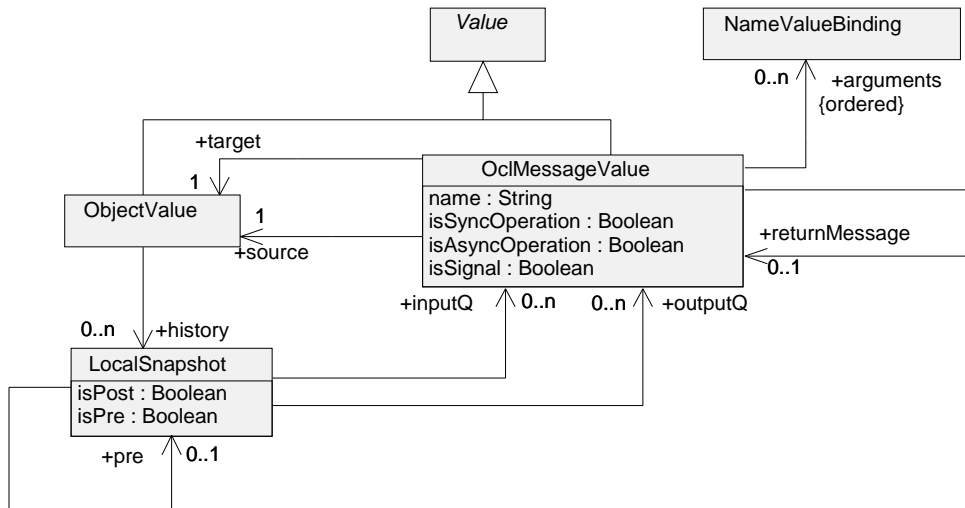 Value
NameValueBinding
0..n
+arguments
{ordered}
+target
1
OclMessageValue
name : String
isSyncOperation : Boolean
isAsyncOperation : Boolean
isSignal : Boolean
ObjectValue
1
+source
+returnMessage
0..1
+inputQ
0..n
0..n
+outputQ
0..n
+history
LocalSnapshot
isPost : Boolean
isPre : Boolean
+pre
0..1